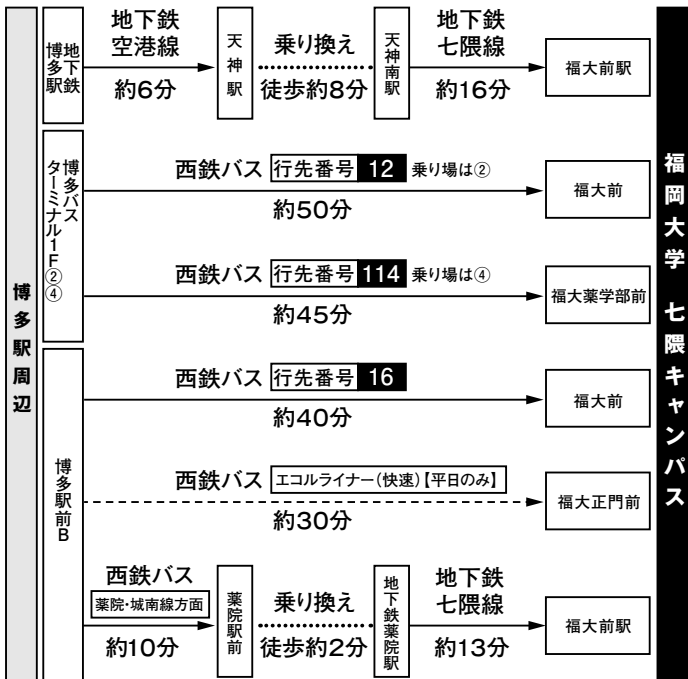 博多駅周辺
地下鉄
博多駅
地下鉄
空港線
約6分
天神駅
乗り換え
徒歩約8分
天神南駅
地下鉄
七隈線
約16分
福大前駅
博多バス
ターミナル1F②④
西鉄バス 行先番号 12 乗り場は②
約50分
福大前
西鉄バス 行先番号 114 乗り場は④
約45分
福大薬学部前
博多駅前B
西鉄バス 行先番号 16
約40分
福大前
西鉄バス エコルライナー(快速)【平日のみ】
約30分
福大正門前
西鉄バス
薬院・城南線方面
約10分
薬院駅前
乗り換え
徒歩約2分
地下鉄薬院駅
地下鉄
七隈線
約13分
福大前駅
福岡大学 七隈キャンパス